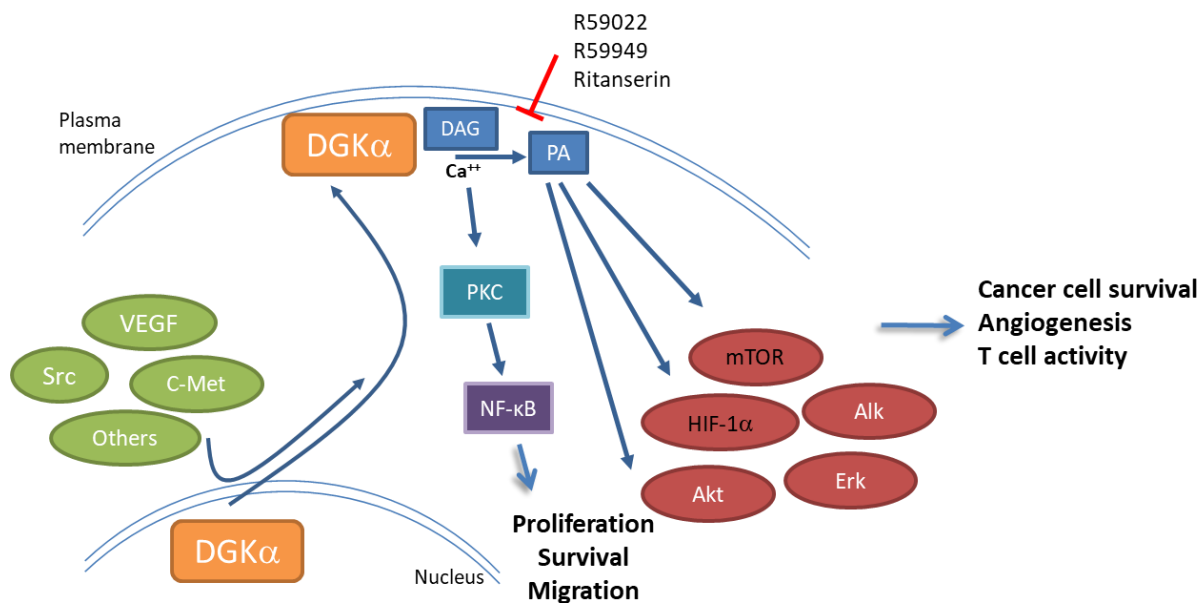 R59022
R59949
Ritanserin
Plasma
membrane
DGKα
DAG
Ca⁺⁺
PA
PKC
NF-κB
VEGF
Src
C-Met
Others
mTOR
HIF-1α
Alk
Akt
Erk
Cancer cell survival
Angiogenesis
T cell activity
Proliferation
Survival
Migration
DGKα
Nucleus